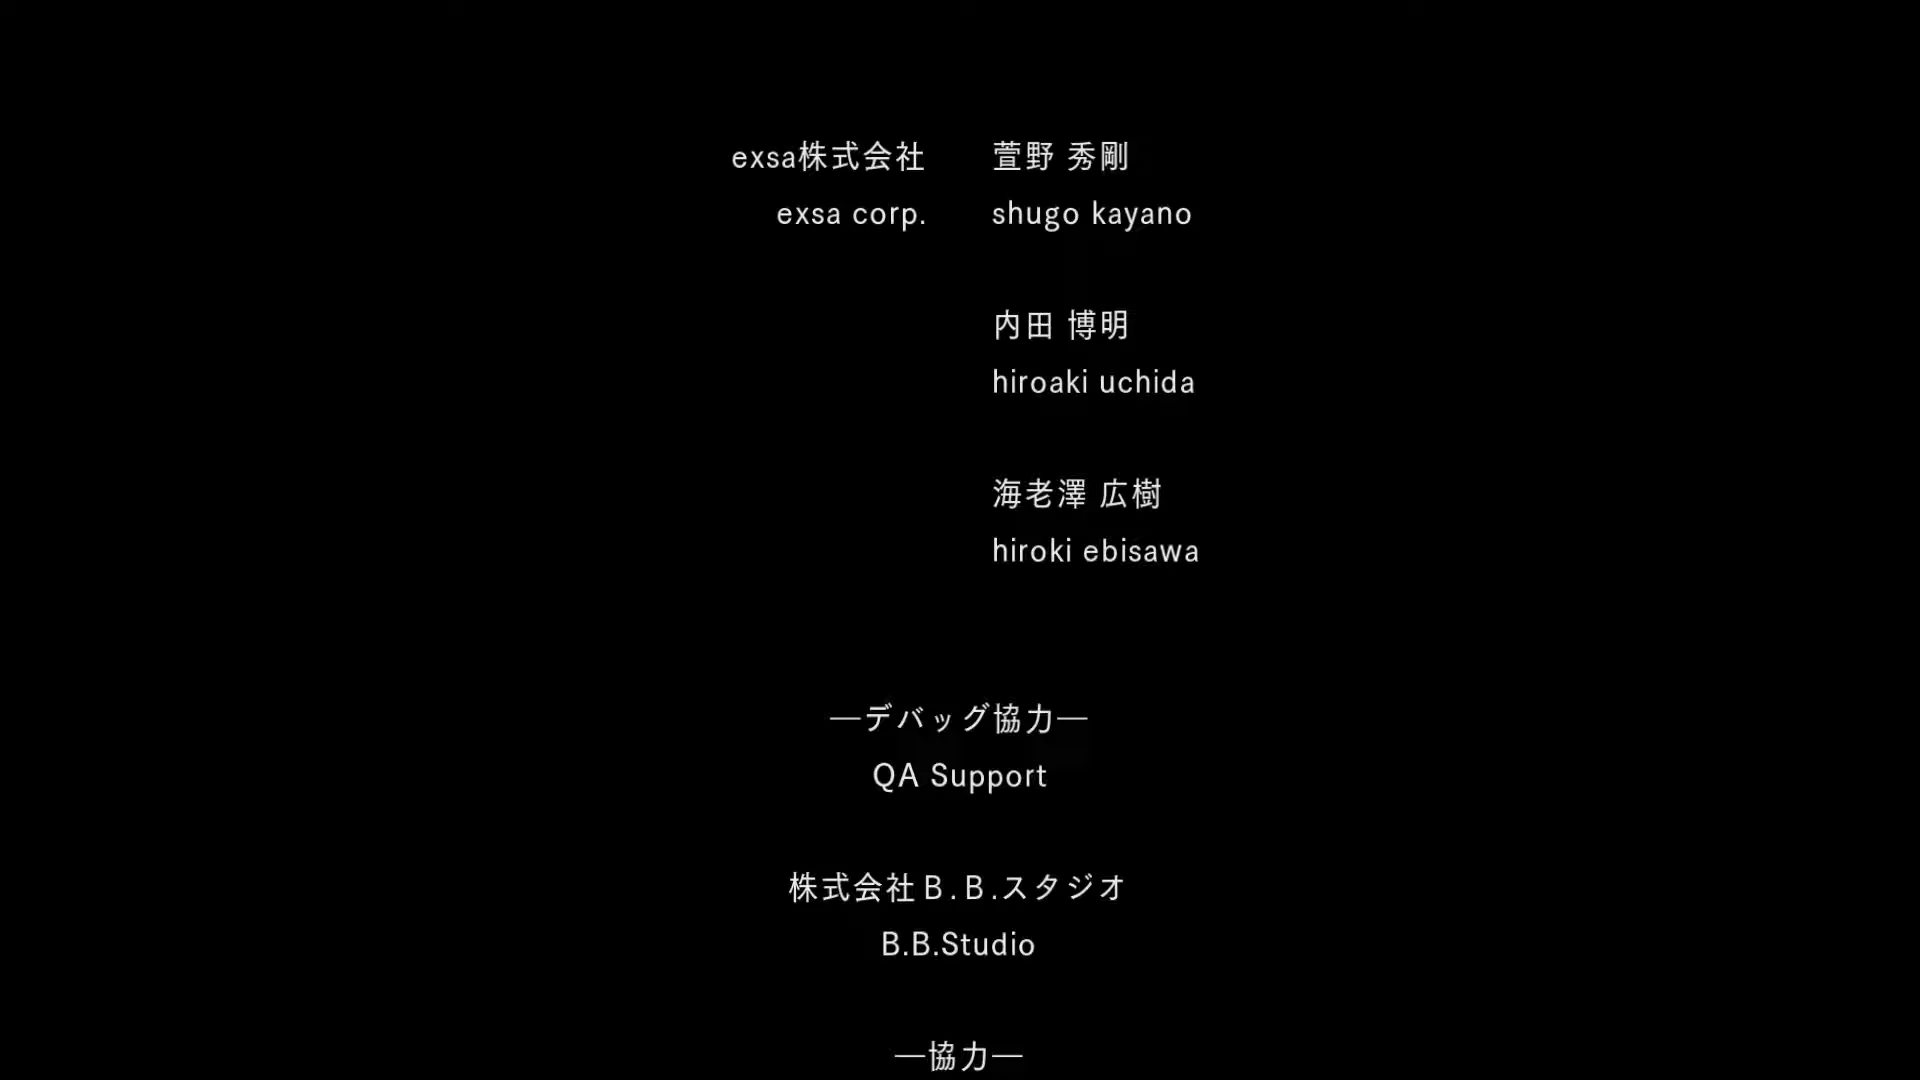 exsa株式会社 萱野 秀剛
exsa corp. shugo kayano
内田 博明
hiroaki uchida
海老澤 広樹
hiroki ebisawa
―デバッグ協力―
QA Support
株式会社Ｂ.Ｂ.スタジオ
B.B.Studio
―協力―